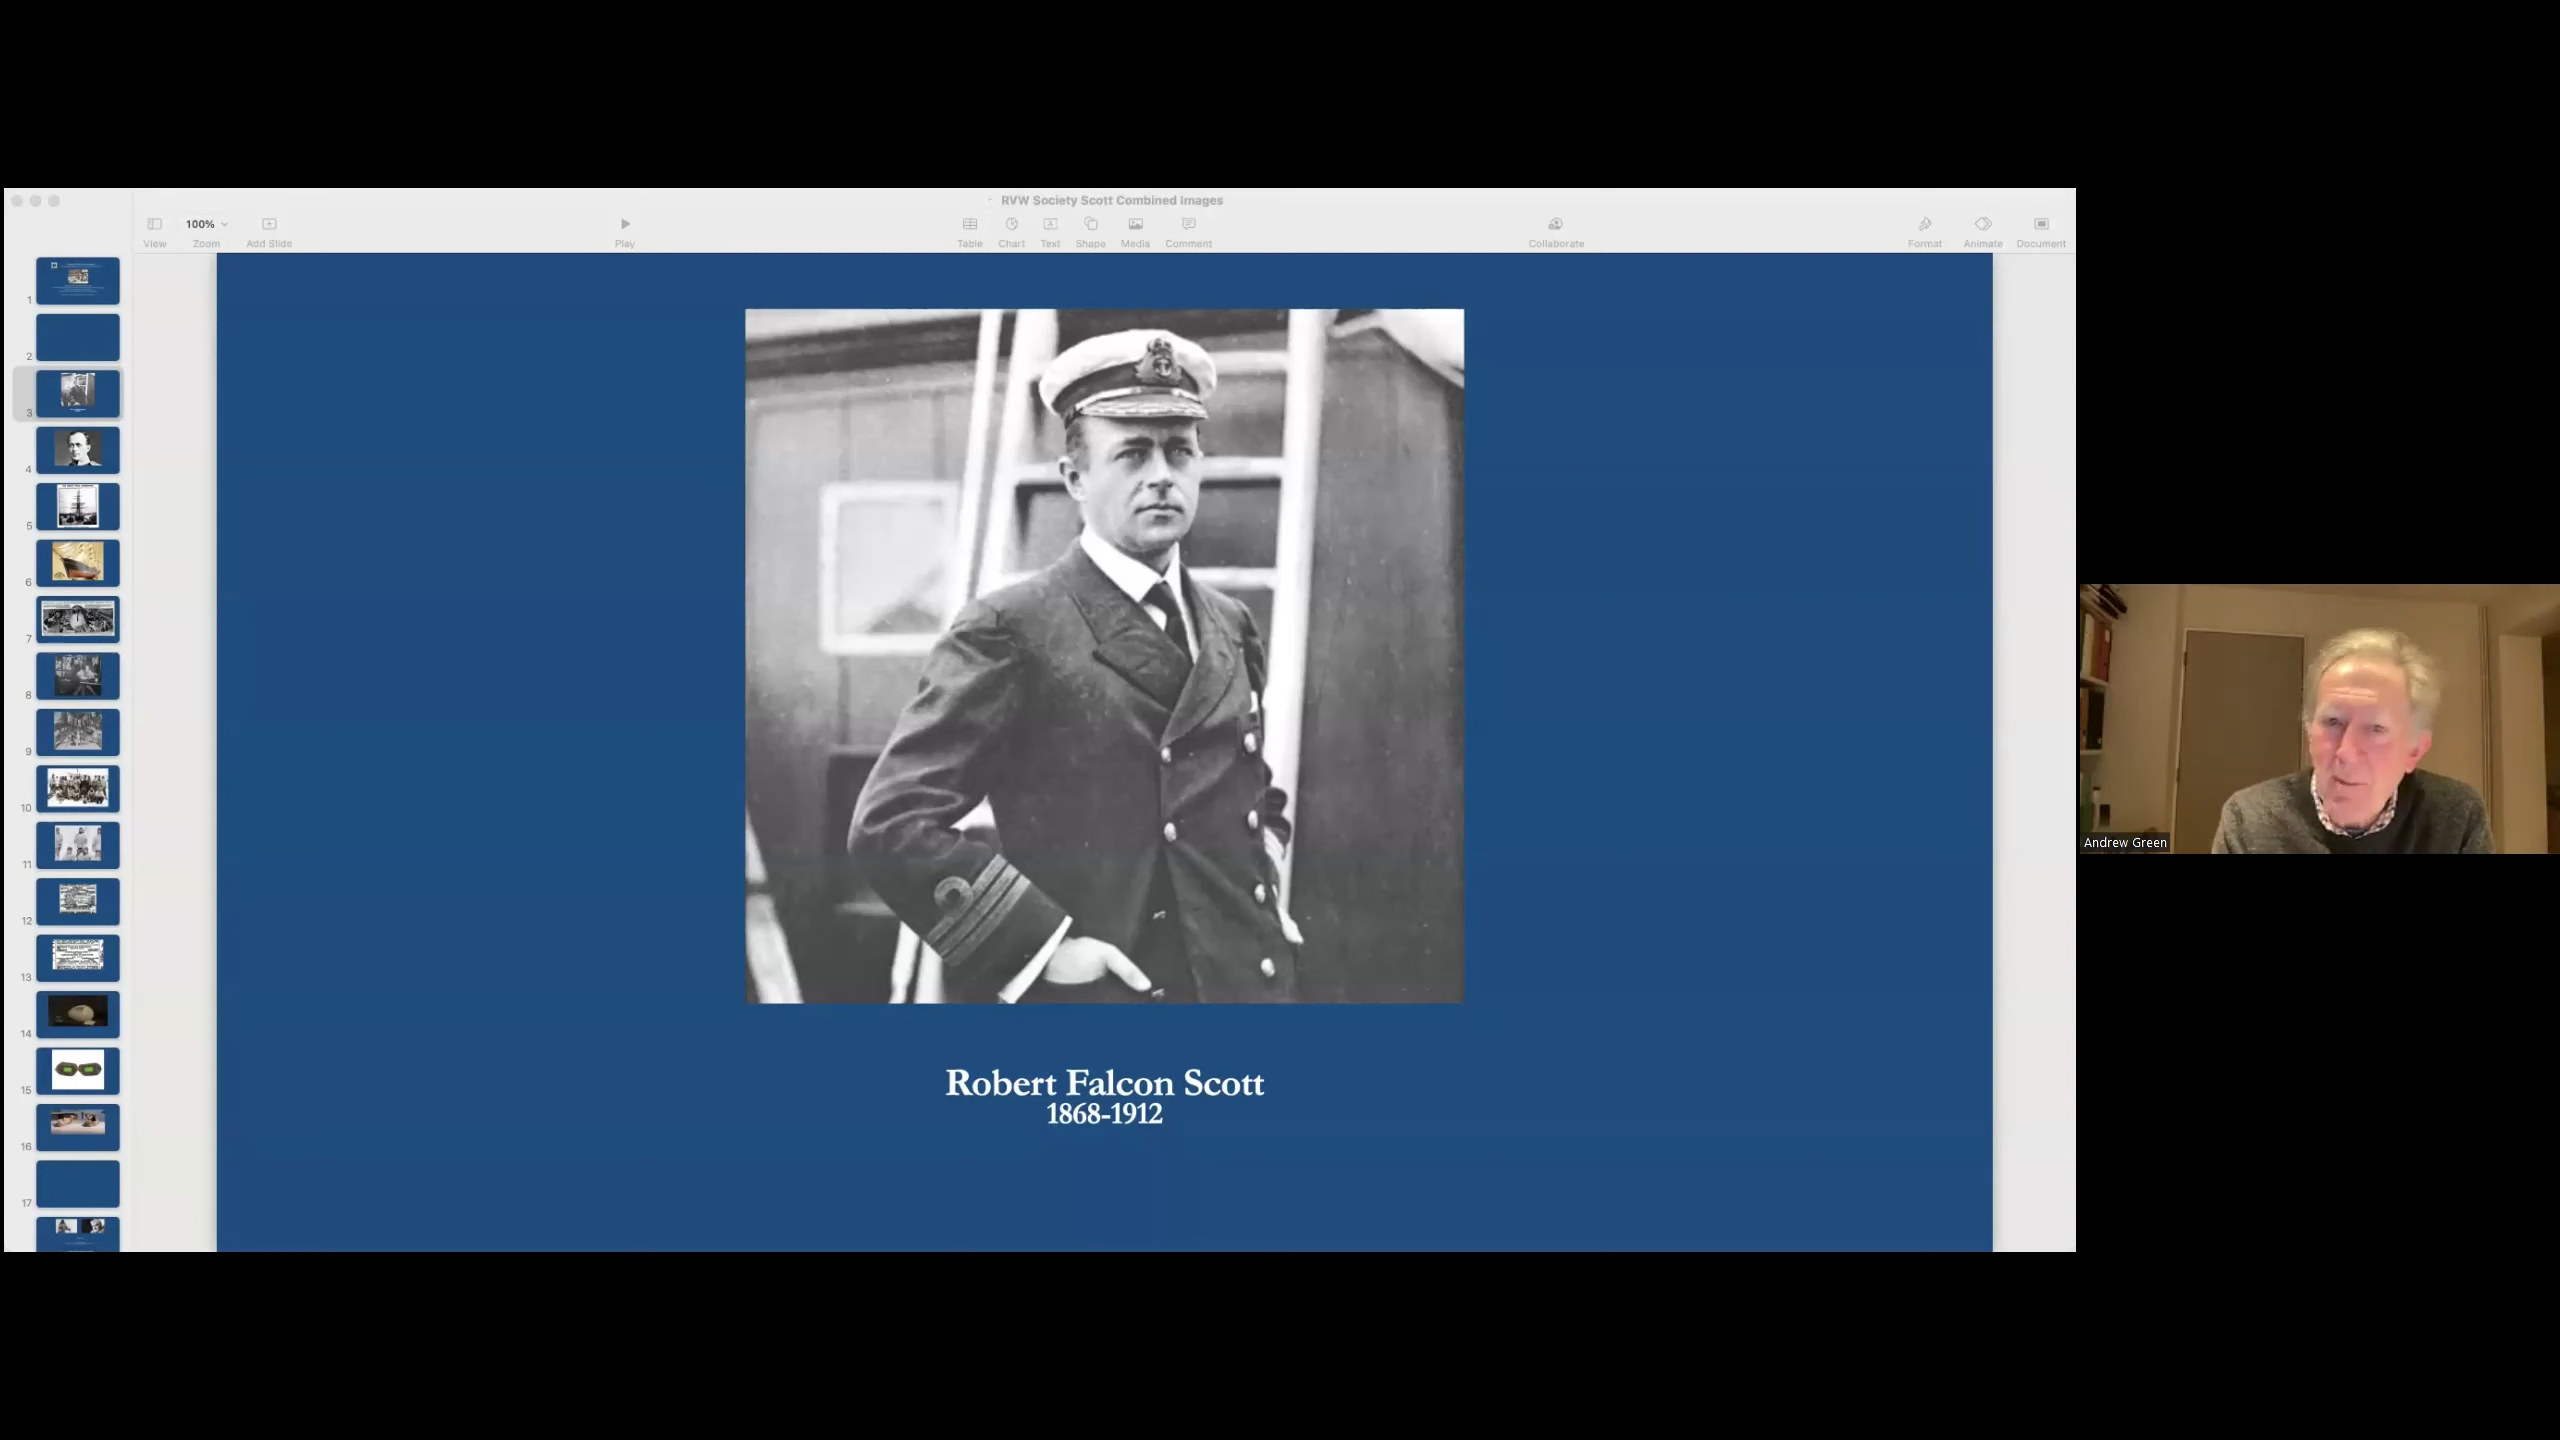 RVW Society Scott Combined Images
100%
View
Zoom
Add Slide
Play
Table
Chart
Text
Shape
Media
Comment
Collaborate
Format
Animate
Document
1
2
3
4
5
6
7
8
9
10
11
12
13
14
15
16
17
Robert Falcon Scott
1868-1912
Andrew Green